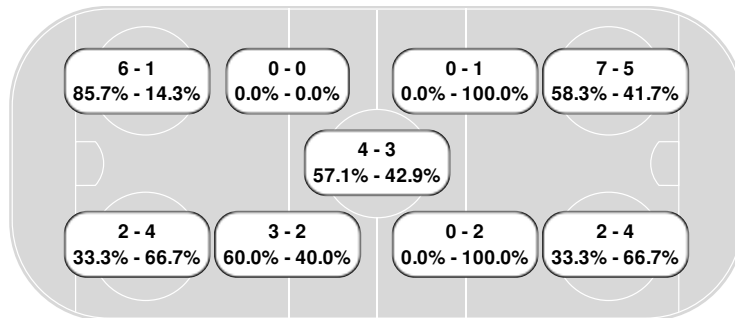 6 - 1
85.7% - 14.3%
0 - 0
0.0% - 0.0%
0 - 1
0.0% - 100.0%
7 - 5
58.3% - 41.7%
4 - 3
57.1% - 42.9%
2 - 4
33.3% - 66.7%
3 - 2
60.0% - 40.0%
0 - 2
0.0% - 100.0%
2 - 4
33.3% - 66.7%